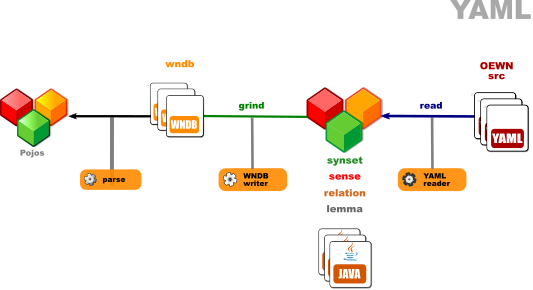 YAML
wndb
OEWN
src
grind
read
WNDB
YAML
Pojos
synset
parse
WNDB
writer
YAML
reader
sense
relation
lemma
JAVA